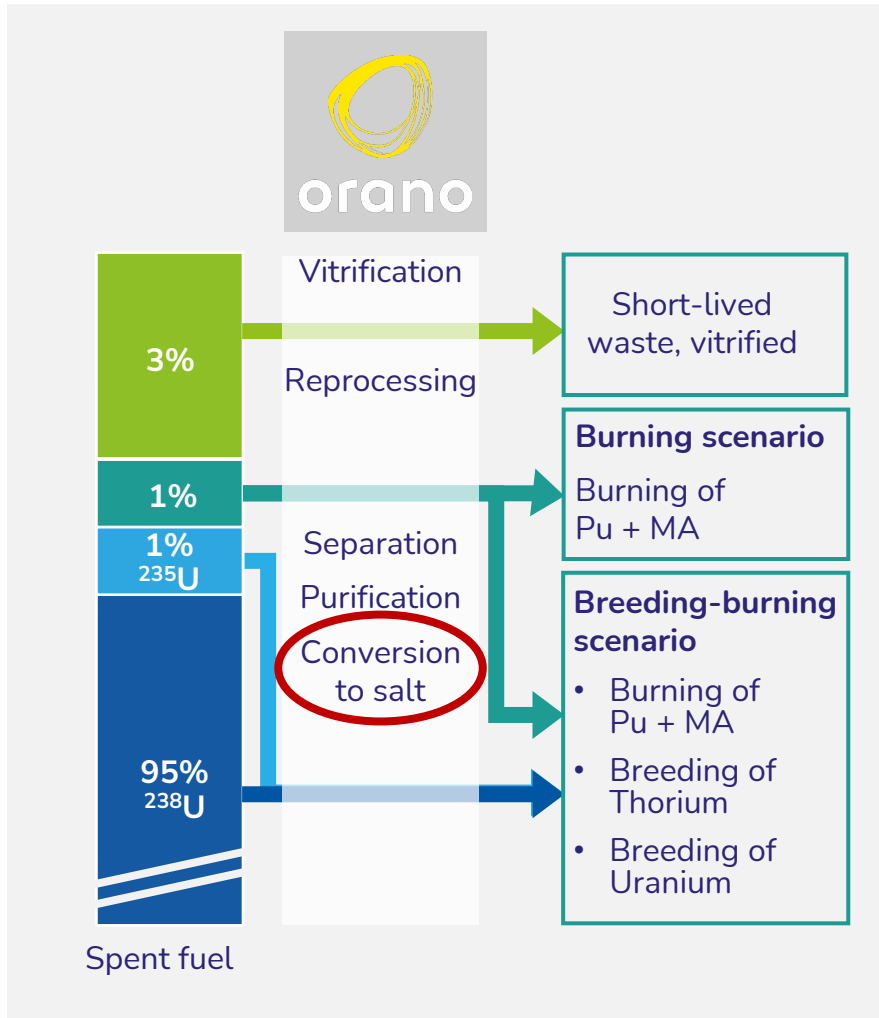 orano
Vitrification
Reprocessing
Separation
Purification
Conversion
to salt
3%
1%
1%
²³⁵U
95%
²³⁸U
Spent fuel
Short-lived
waste, vitrified
Burning scenario
Burning of
Pu + MA
Breeding-burning
scenario
• Burning of
Pu + MA
• Breeding of
Thorium
• Breeding of
Uranium